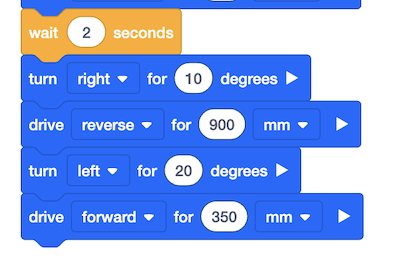 wait 2 seconds
turn right for 10 degrees
drive reverse for 900 mm
turn left for 20 degrees
drive forward for 350 mm